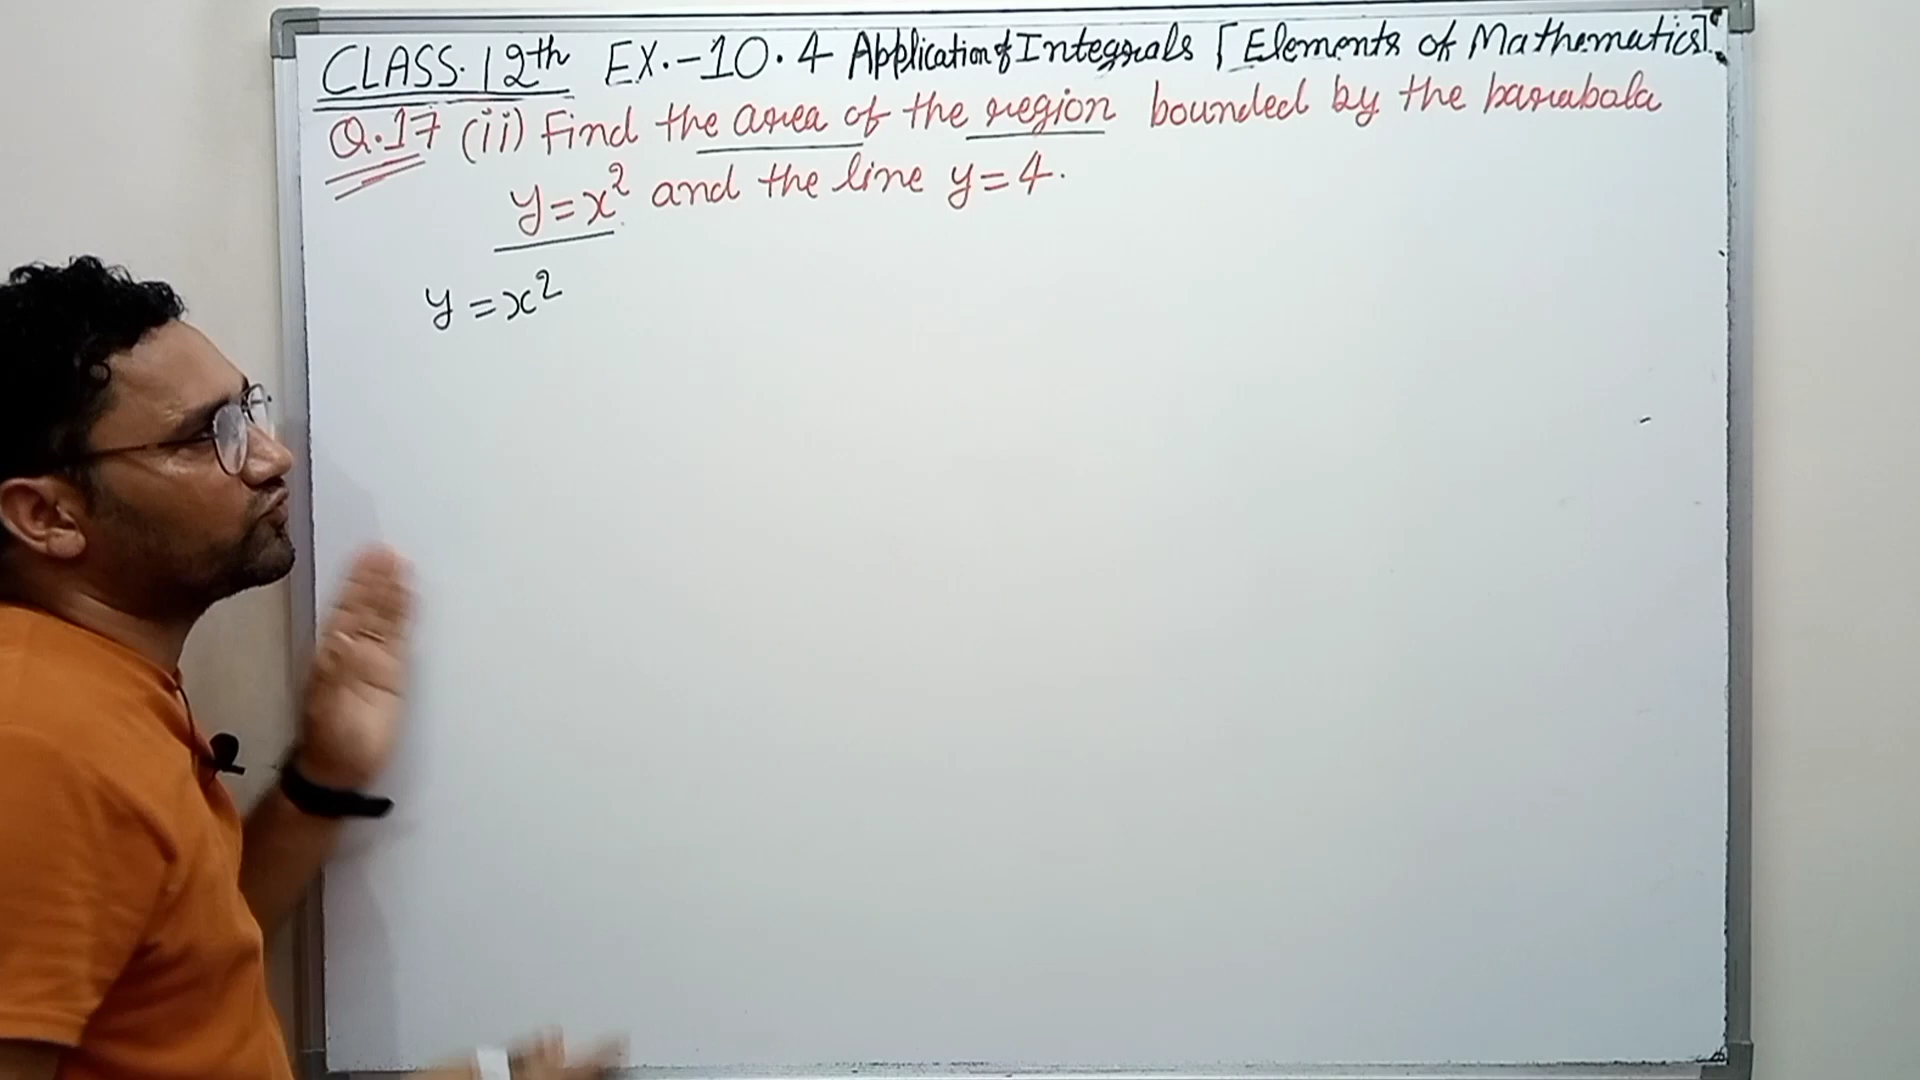 CLASS. 12th EX.-10.4 Application of Integrals [Elements of Mathematics]
Q.17 (ii) Find the area of the region bounded by the parabola
y=x² and the line y=4.
y=x²